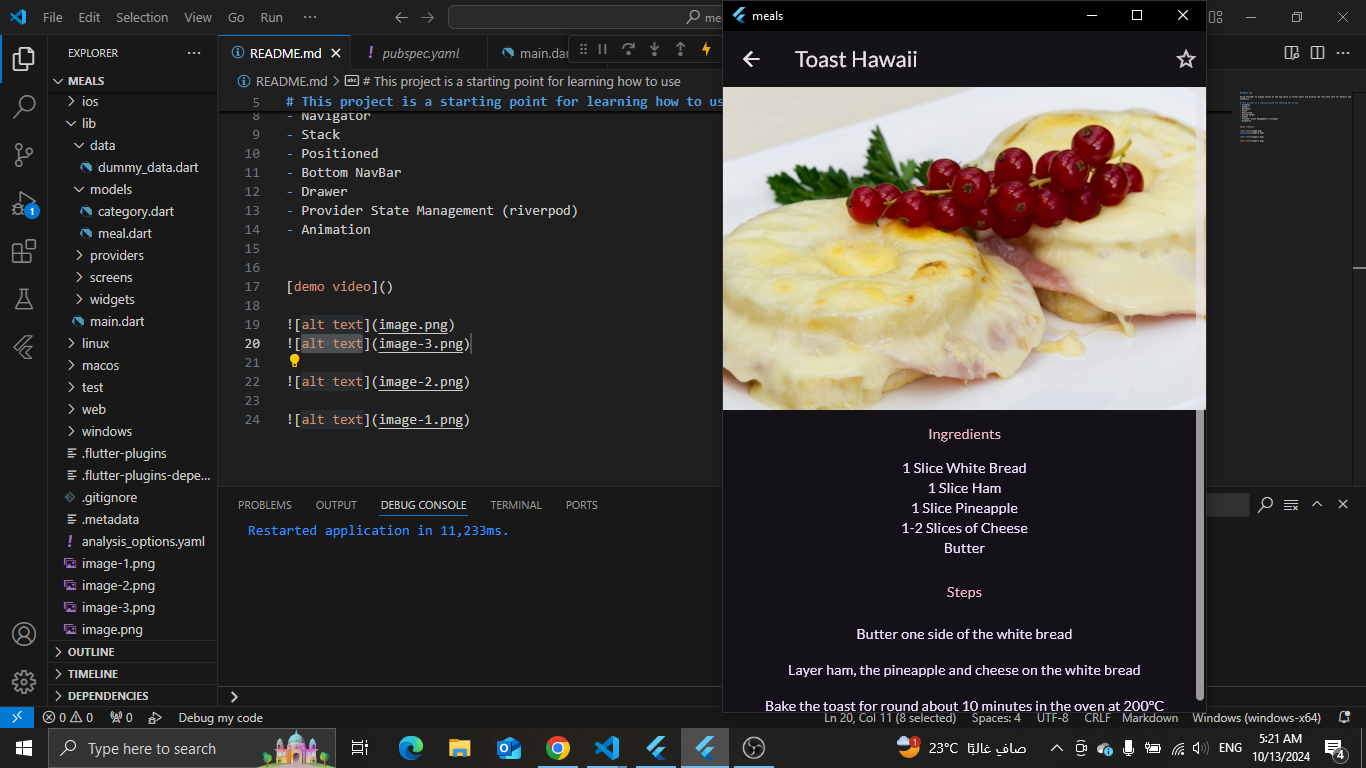 File Edit Selection View Go Run ···
me
EXPLORER
MEALS
ios
lib
data
dummy_data.dart
models
category.dart
meal.dart
providers
screens
widgets
main.dart
linux
macos
test
web
windows
.flutter-plugins
.flutter-plugins-depe...
.gitignore
.metadata
analysis_options.yaml
image-1.png
image-2.png
image-3.png
image.png
OUTLINE
TIMELINE
DEPENDENCIES
README.md
pubspec.yaml
main.dar
README.md > # This project is a starting point for learning how to use
5 # This project is a starting point for learning how to us
8 - Navigator
9 - Stack
10 - Positioned
11 - Bottom NavBar
12 - Drawer
13 - Provider State Management (riverpod)
14 - Animation
15
16
17 [demo video]()
18
19 ![alt text](image.png)
20 ![alt text](image-3.png)
21
22 ![alt text](image-2.png)
23
24 ![alt text](image-1.png)
PROBLEMS OUTPUT DEBUG CONSOLE TERMINAL PORTS
Restarted application in 11,233ms.
meals
Toast Hawaii
Ingredients
1 Slice White Bread
1 Slice Ham
1 Slice Pineapple
1-2 Slices of Cheese
Butter
Steps
Butter one side of the white bread
Layer ham, the pineapple and cheese on the white bread
Bake the toast for round about 10 minutes in the oven at 200°C
1
0 0 0 Debug my code
Ln 20, Col 11 (8 selected) Spaces: 4 UTF-8 CRLF Markdown Windows (windows-x64)
Type here to search
23°C صافٍ غالبًا
ENG
5:21 AM
10/13/2024
4